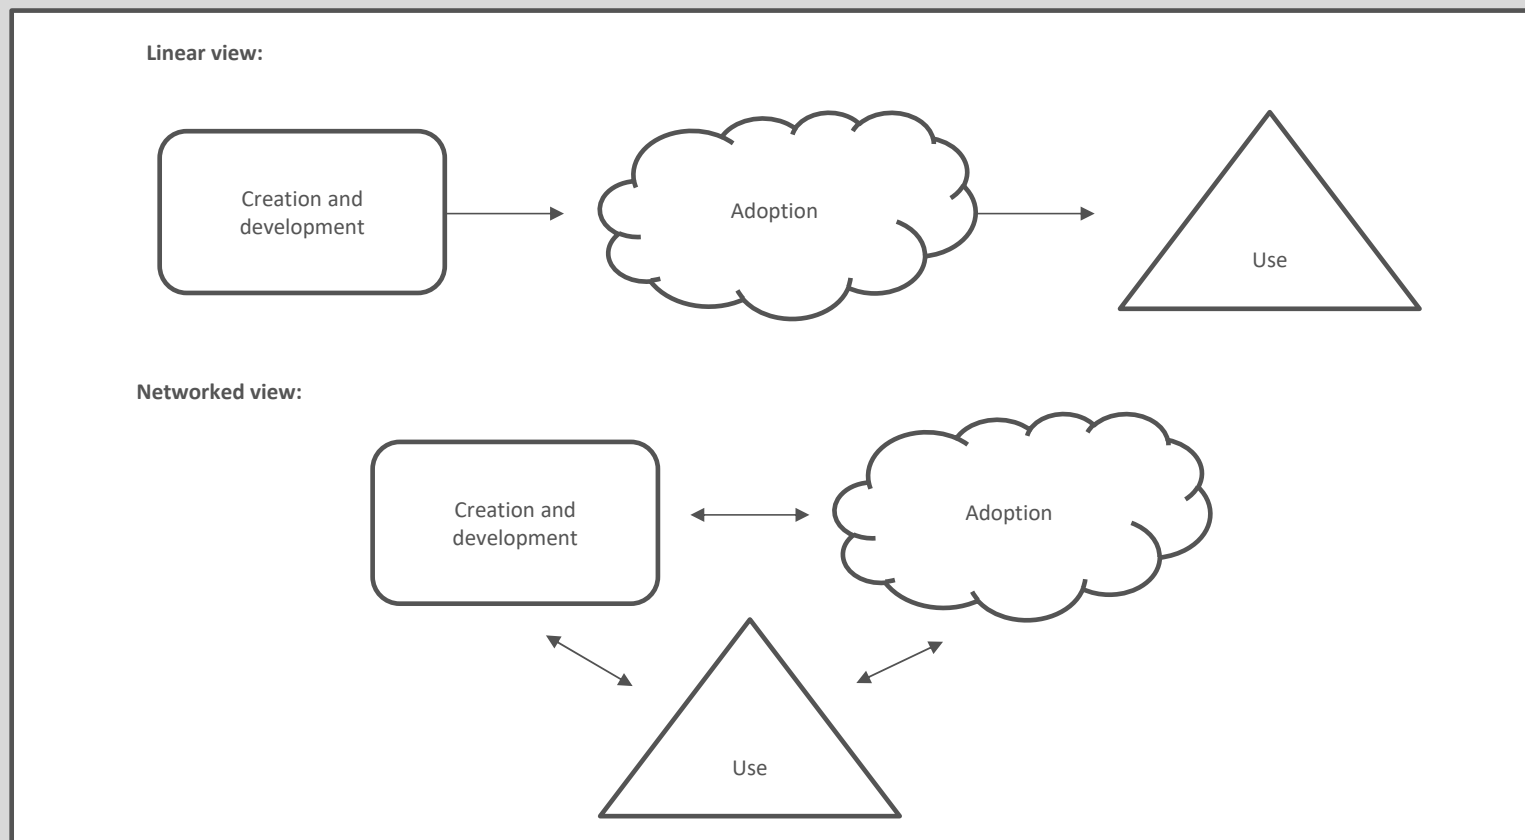 Linear view:
Creation and
development
Adoption
Use
Networked view:
Creation and
development
Adoption
Use